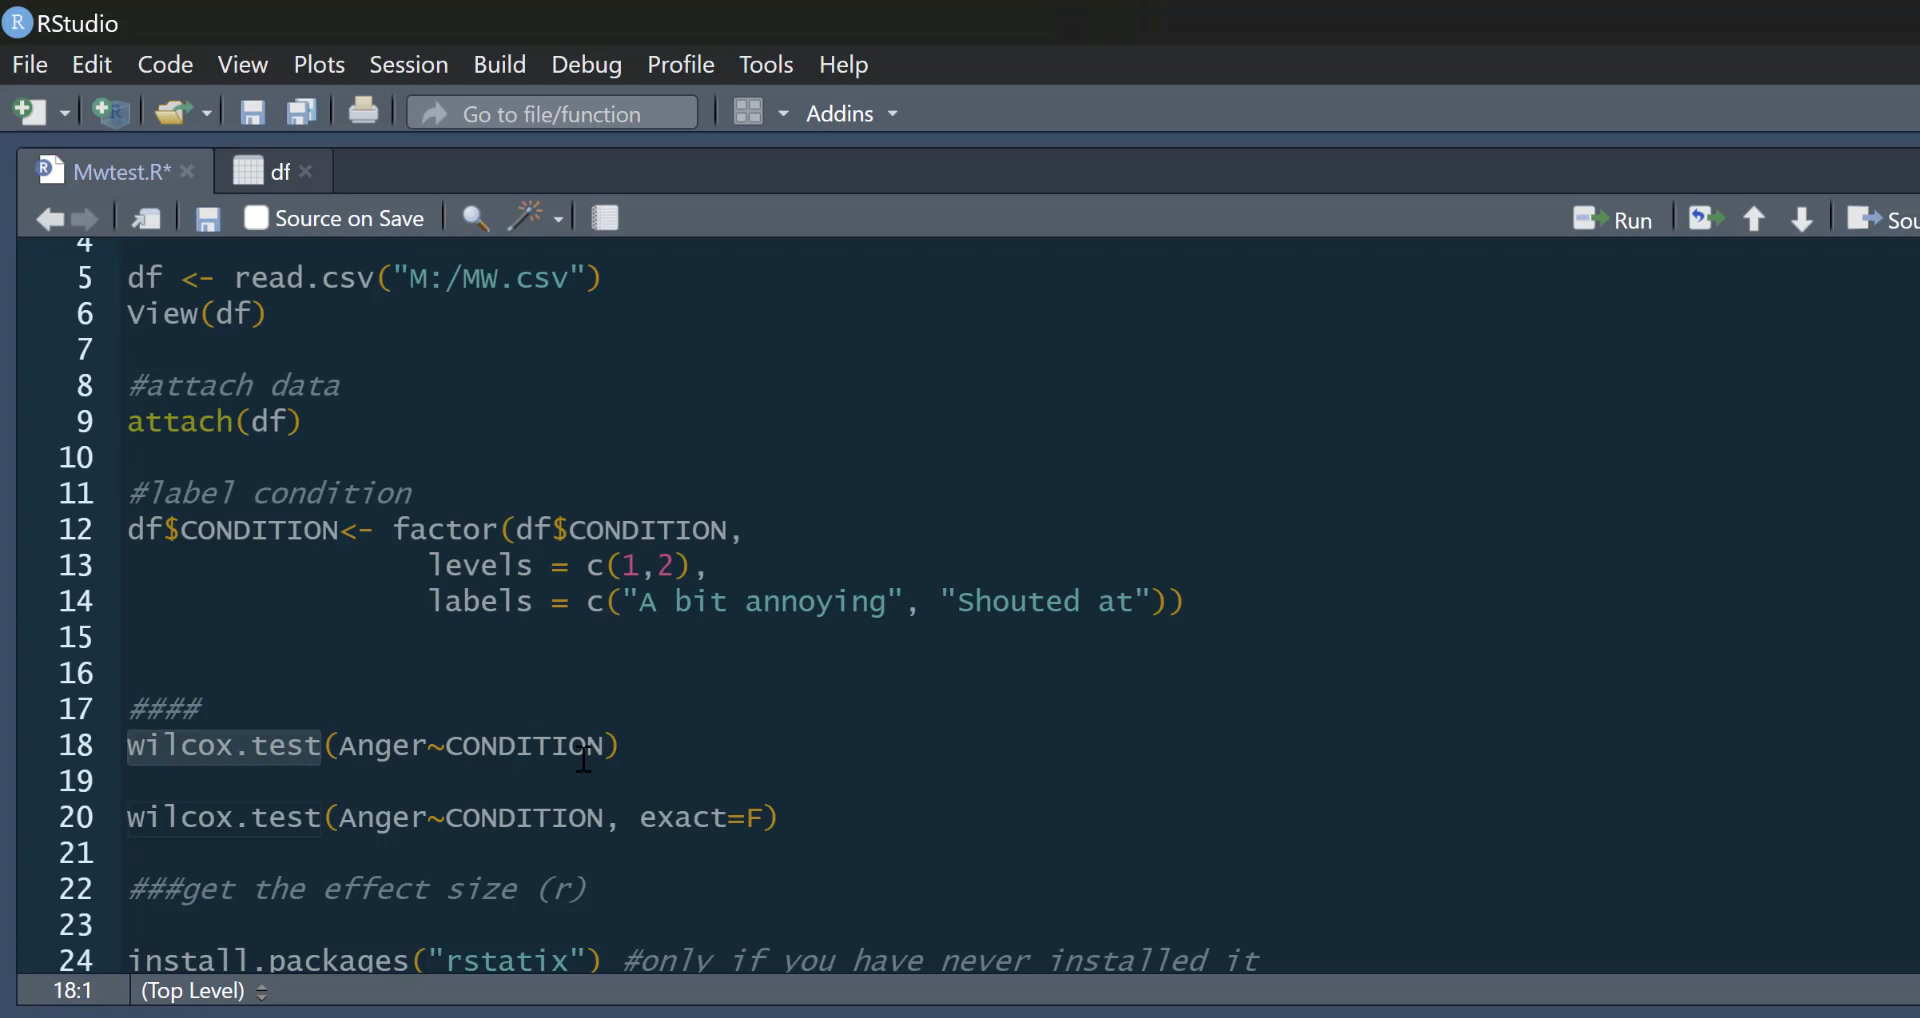 RStudio
File Edit Code View Plots Session Build Debug Profile Tools Help
Go to file/function Addins
Mwtest.R* df
Source on Save Run Sou
4
5 df <- read.csv("M:/MW.csv")
6 View(df)
7
8 #attach data
9 attach(df)
10
11 #label condition
12 df$CONDITION<- factor(df$CONDITION,
13 levels = c(1,2),
14 labels = c("A bit annoying", "Shouted at"))
15
16
17 ####
18 wilcox.test(Anger~CONDITION)
19
20 wilcox.test(Anger~CONDITION, exact=F)
21
22 ###get the effect size (r)
23
24 install.packages("rstatix") #only if you have never installed it
18:1 (Top Level)